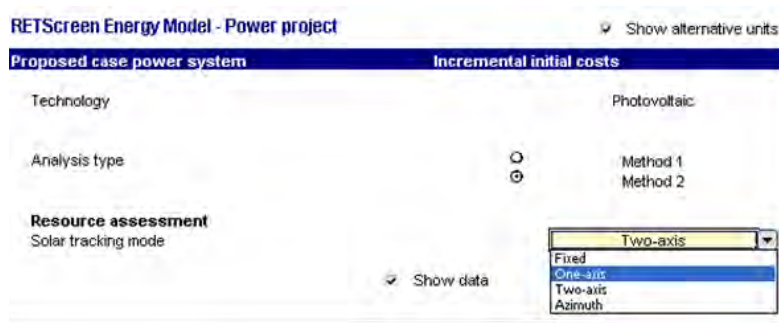 RETScreen Energy Model - Power project
Show alternative units
Proposed case power system Incremental initial costs
Technology Photovoltaic
Analysis type Method 1
Method 2
Resource assessment
Solar tracking mode Two-axis
Fixed
Show data One-axis
Two-axis
Azimuth